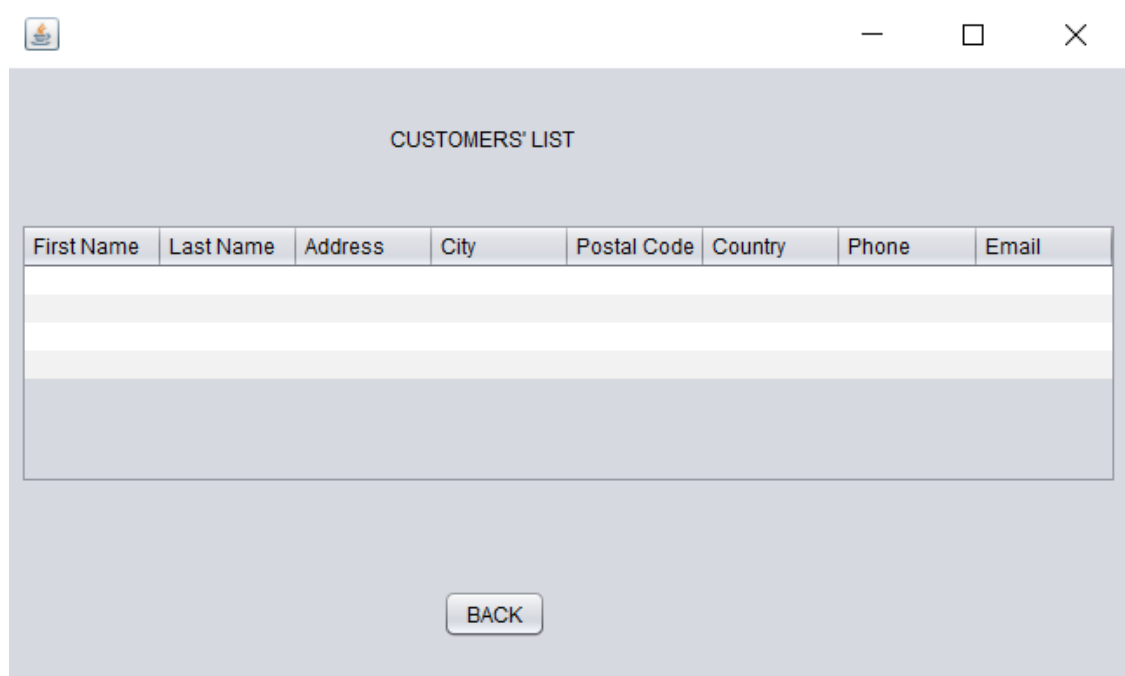 CUSTOMERS' LIST
First Name Last Name Address City Postal Code Country Phone Email
BACK